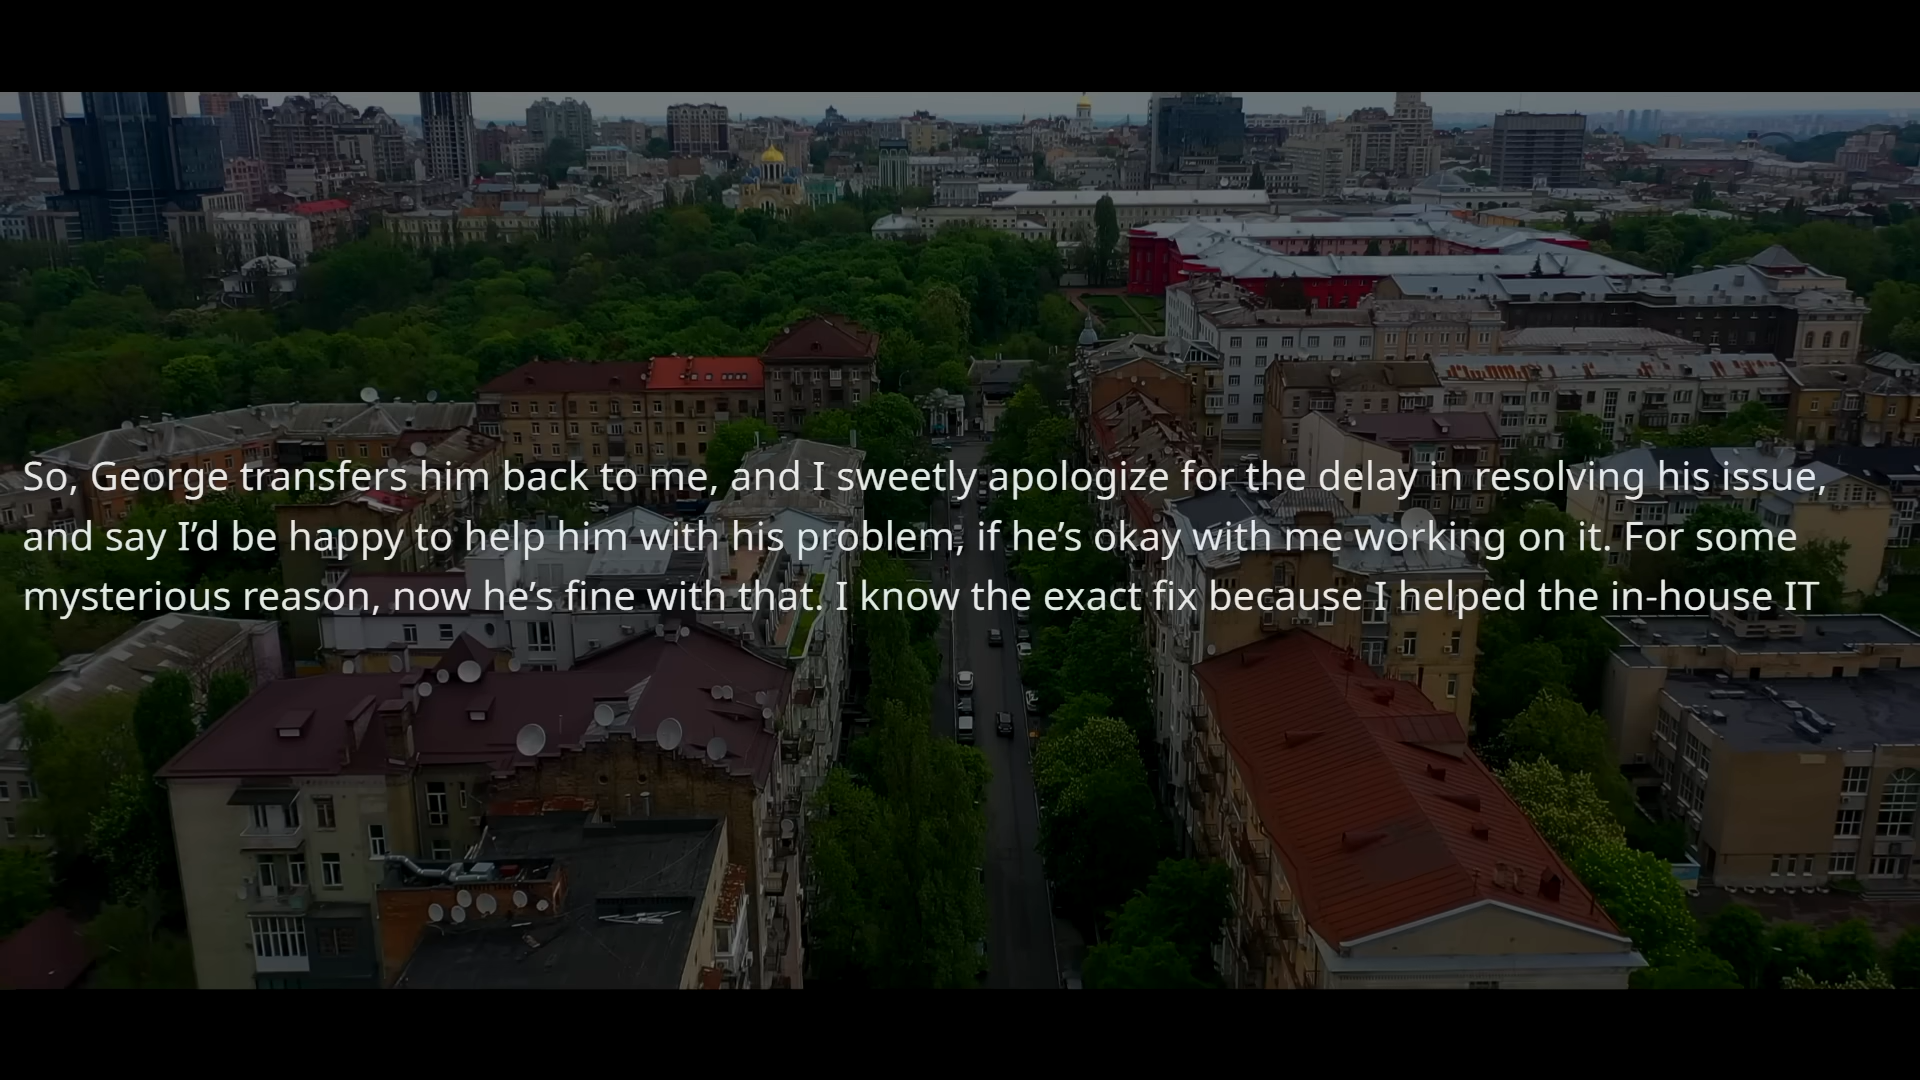 So, George transfers him back to me, and I sweetly apologize for the delay in resolving his issue,
and say I’d be happy to help him with his problem, if he’s okay with me working on it. For some
mysterious reason, now he’s fine with that. I know the exact fix because I helped the in-house IT